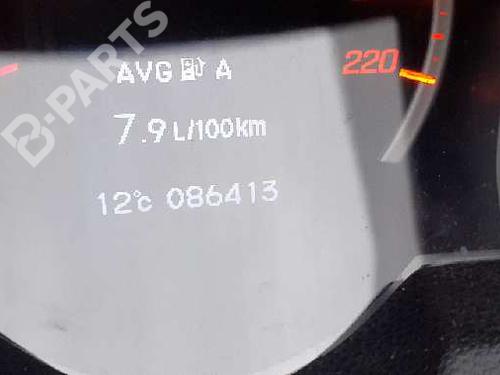 B-PARTS
AVG A
220
7.9 L/100km
12°c 086413